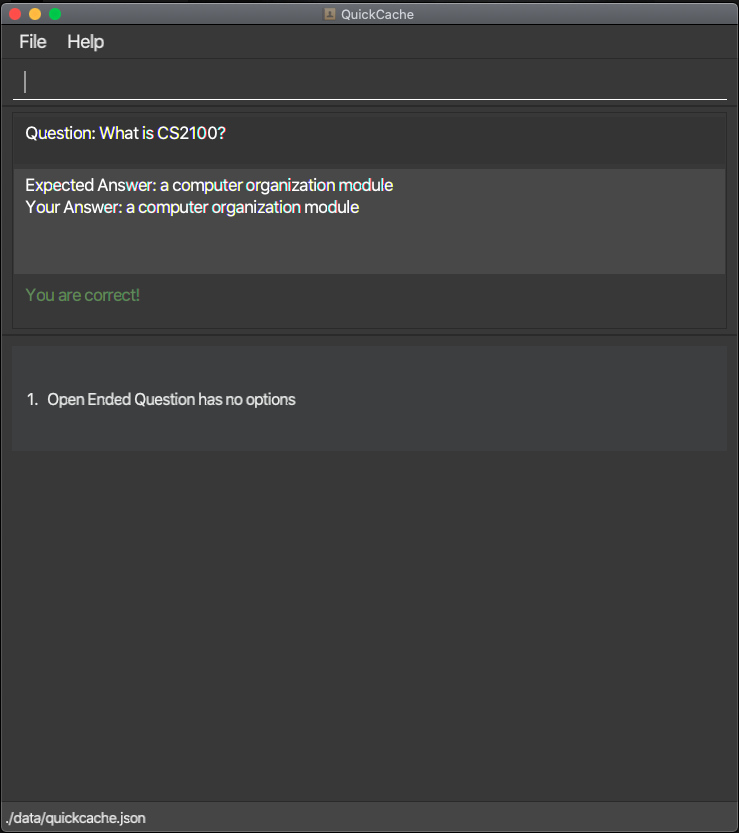 QuickCache
File Help
Question: What is CS2100?
Expected Answer: a computer organization module
Your Answer: a computer organization module
You are correct!
1. Open Ended Question has no options
./data/quickcache.json